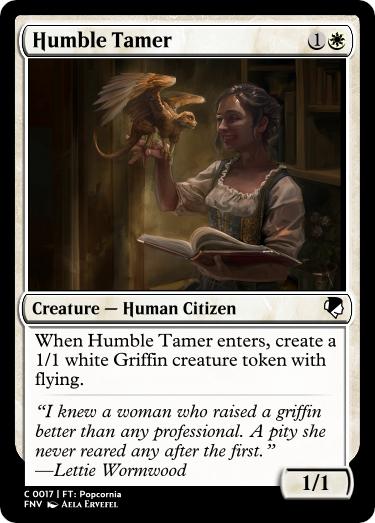 Humble Tamer 1
Creature — Human Citizen
When Humble Tamer enters, create a
1/1 white Griffin creature token with
flying.
“I knew a woman who raised a griffin
better than any professional. A pity she
never reared any after the first.”
—Lettie Wormwood
1/1
C 0017 | FT: Popcornia
FNV Aela Ervefel